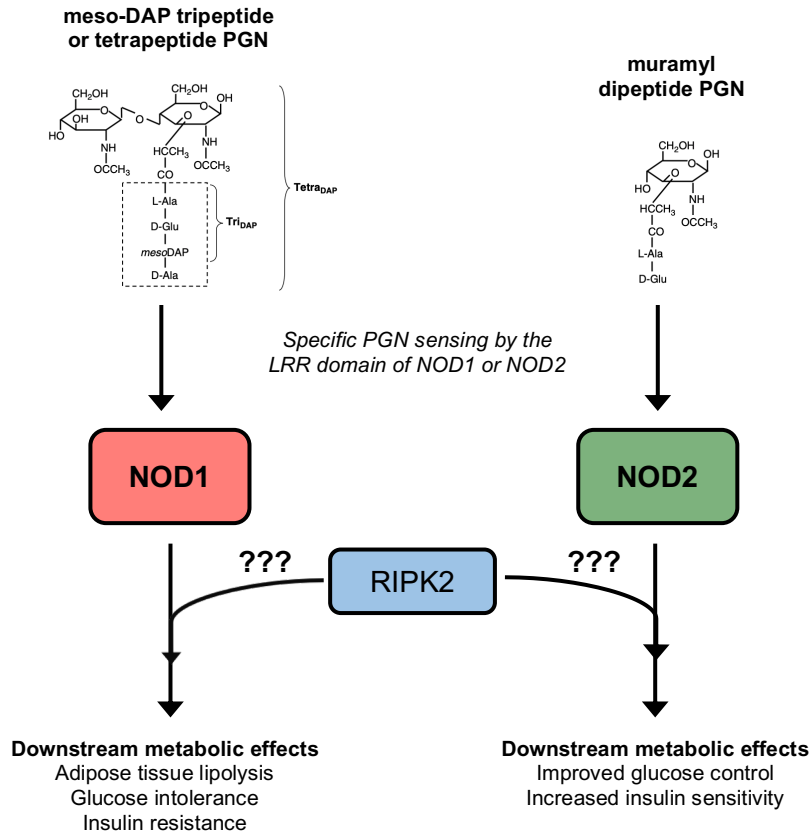 meso-DAP tripeptide
or tetrapeptide PGN
muramyl
dipeptide PGN
CH₂OH
CH₂OH
O
O
OH
O
O
OH
HO
NH
HCCH₃
NH
OCCH₃
CO
OCCH₃
L-Ala
D-Glu
mesoDAP
D-Ala
Tri_DAP
Tetra_DAP
CH₂OH
O
OH
O
HO
NH
HCCH₃
OCCH₃
CO
L-Ala
D-Glu
Specific PGN sensing by the
LRR domain of NOD1 or NOD2
NOD1
NOD2
???
RIPK2
???
Downstream metabolic effects
Adipose tissue lipolysis
Glucose intolerance
Insulin resistance
Downstream metabolic effects
Improved glucose control
Increased insulin sensitivity